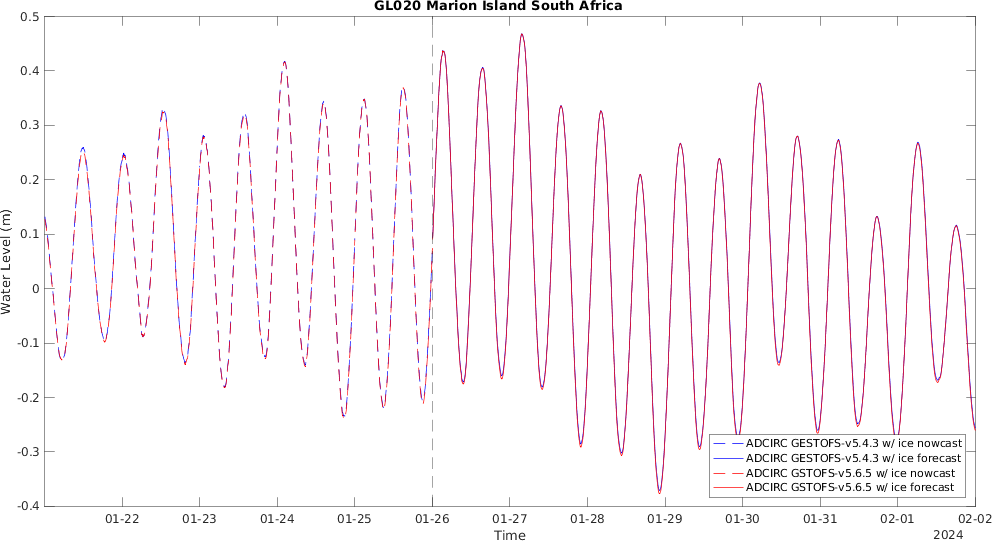 GL020 Marion Island South Africa
Water Level (m)
0.5
0.4
0.3
0.2
0.1
0
-0.1
-0.2
-0.3
-0.4
ADCIRC GESTOFS-v5.4.3 w/ ice nowcast
ADCIRC GESTOFS-v5.4.3 w/ ice forecast
ADCIRC GSTOFS-v5.6.5 w/ ice nowcast
ADCIRC GSTOFS-v5.6.5 w/ ice forecast
01-22 01-23 01-24 01-25 01-26 01-27 01-28 01-29 01-30 01-31 02-01 02-02
Time
2024